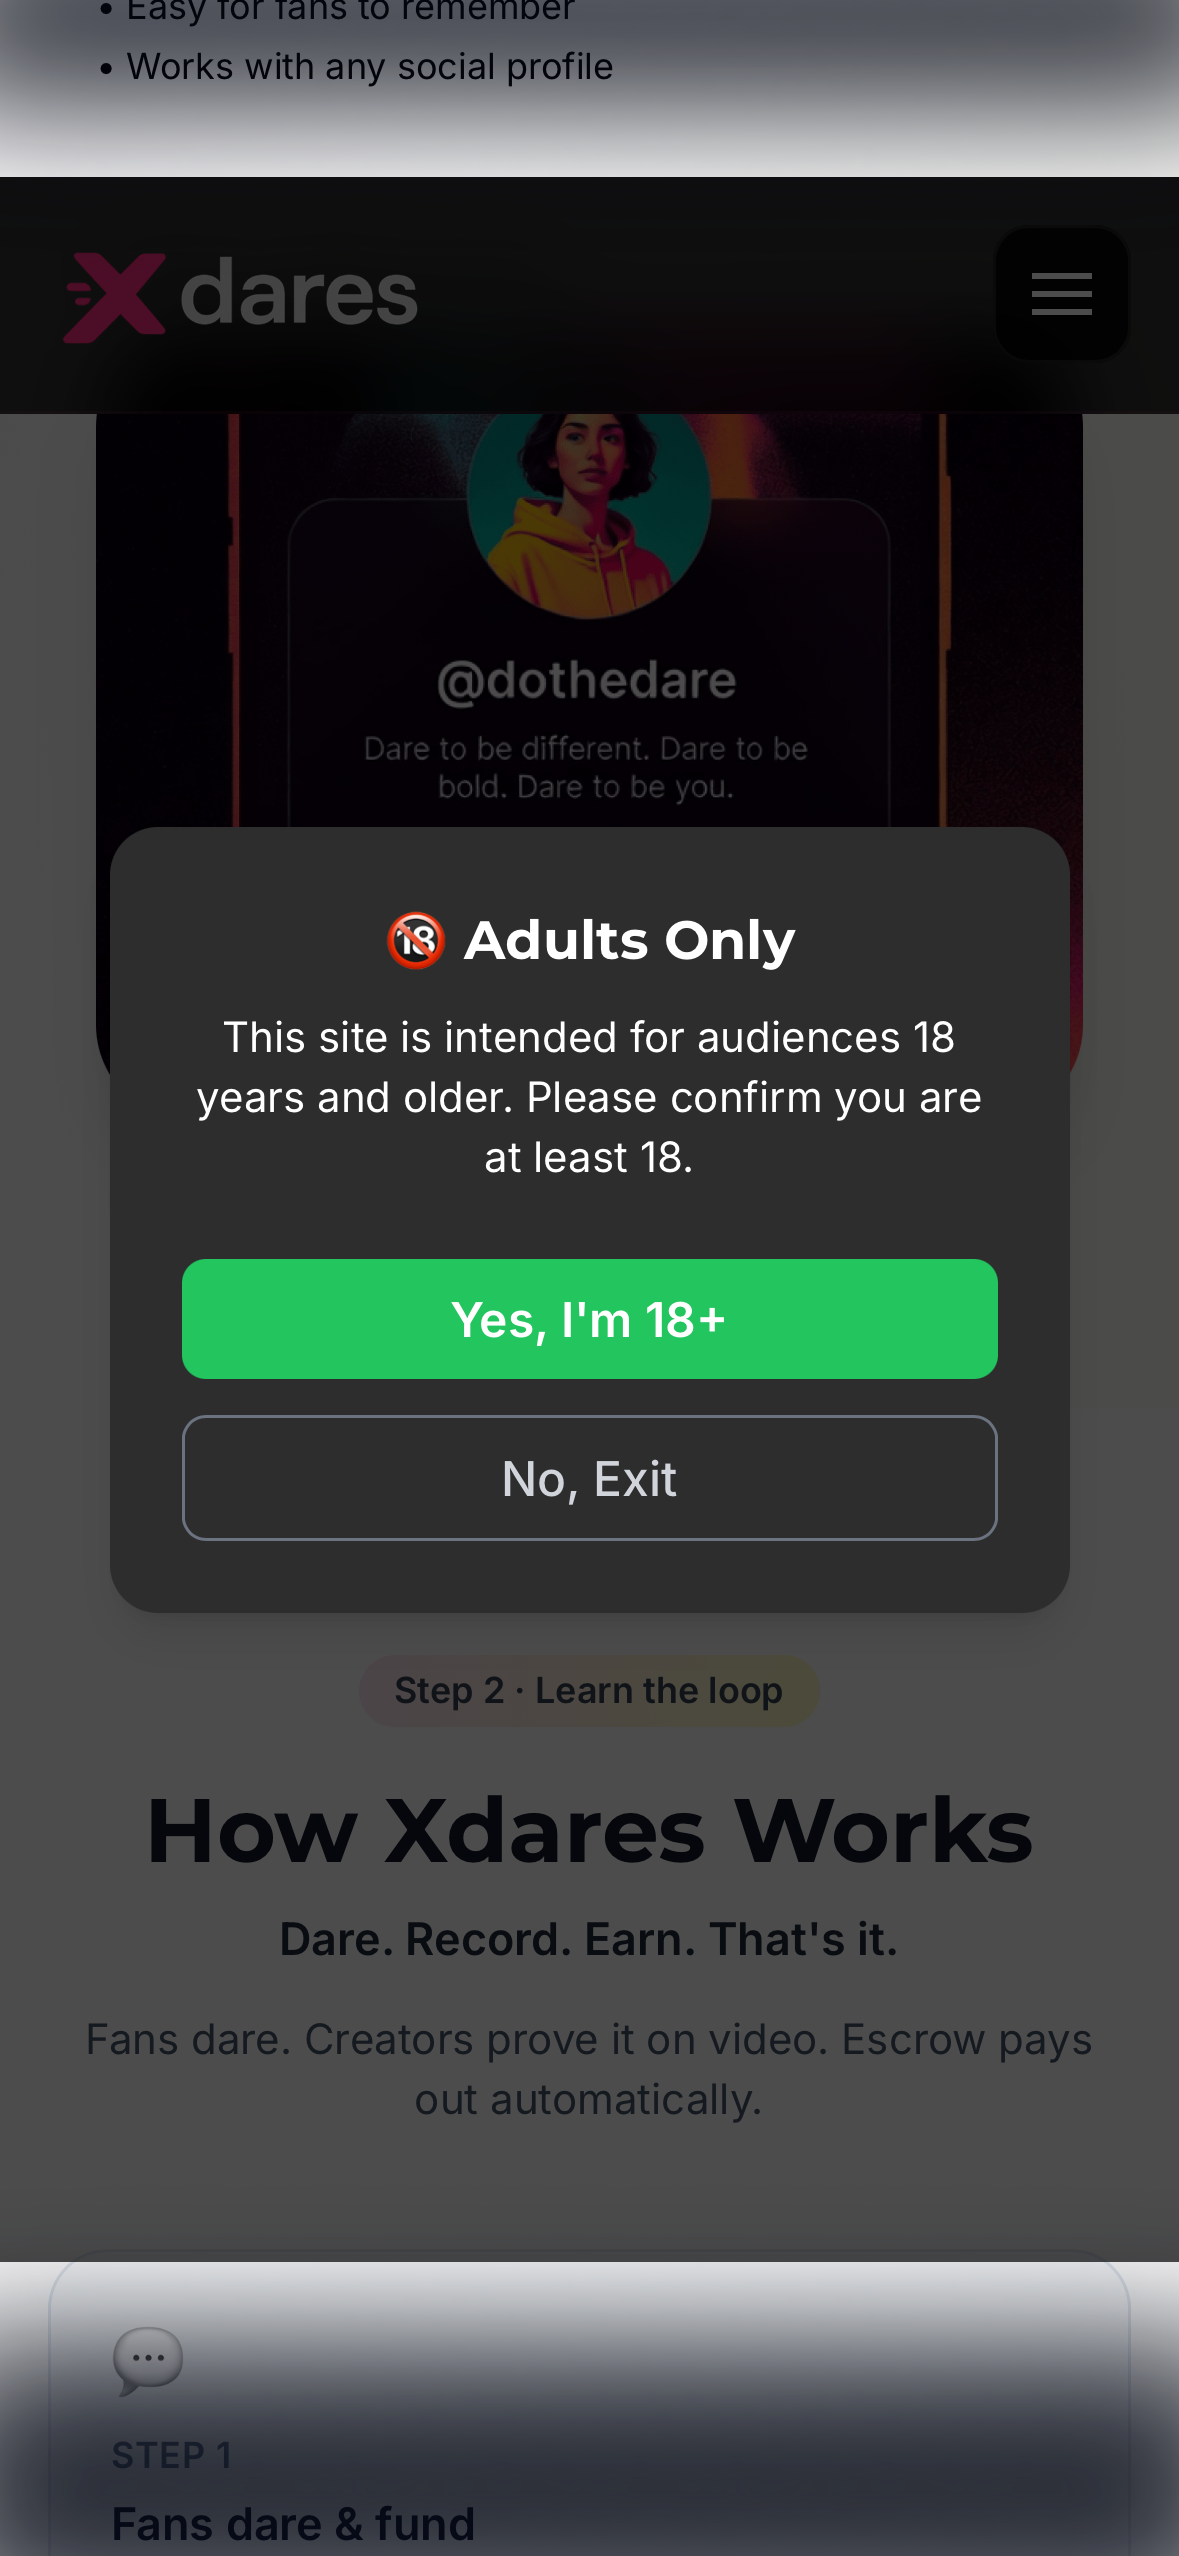 • Easy for fans to remember
• Works with any social profile
X dares
@dothedare
Dare to be different. Dare to be
bold. Dare to be you.
🔞 Adults Only
This site is intended for audiences 18
years and older. Please confirm you are
at least 18.
Yes, I'm 18+
No, Exit
Step 2 · Learn the loop
How Xdares Works
Dare. Record. Earn. That's it.
Fans dare. Creators prove it on video. Escrow pays
out automatically.
STEP 1
Fans dare & fund